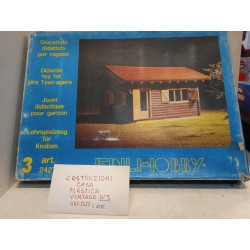 Giocattolo
didattico
per ragazzi
Didactic
toy for
pre Teen-agers
Jouet
didactique
pour garçon
Lehrspielzeug
für
Knaben
3 art.
242
EDIL HOBBY
COSTRUZIONI
CASA
PLASTICA
VINTAGE N°3